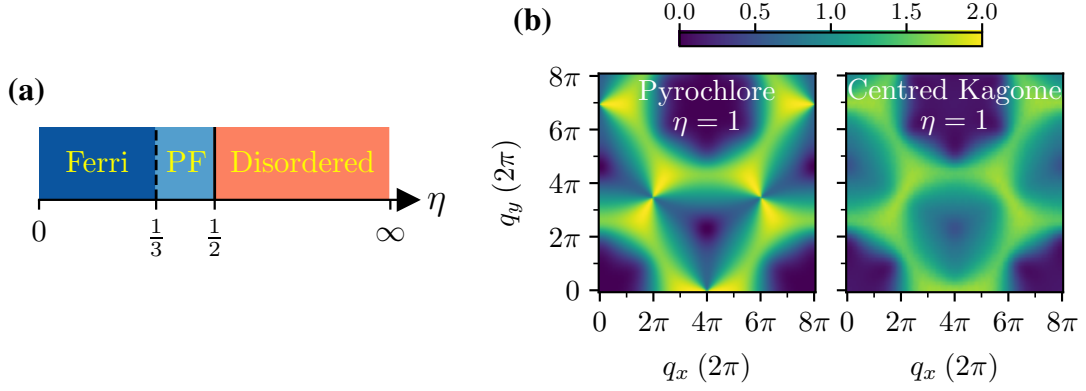 (a)
Ferri PF Disordered
η
0 1/3 1/2 ∞
(b)
0.0 0.5 1.0 1.5 2.0
Pyrochlore
η = 1
Centred Kagome
η = 1
q_y (2π)
8π
6π
4π
2π
0
0 2π 4π 6π 8π
0 2π 4π 6π 8π
q_x (2π)
q_x (2π)